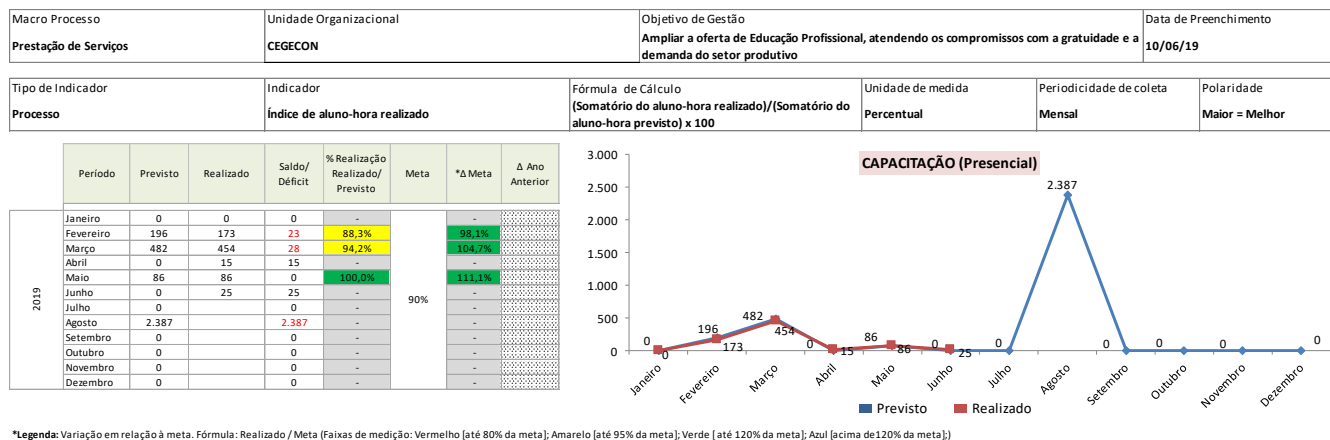 Macro Processo
Prestação de Serviços
Unidade Organizacional
CEGECON
Objetivo de Gestão
Ampliar a oferta de Educação Profissional, atendendo os compromissos com a gratuidade e a
demanda do setor produtivo
Data de Preenchimento
10/06/19
Tipo de Indicador
Processo
Indicador
Índice de aluno-hora realizado
Fórmula de Cálculo
(Somatório do aluno-hora realizado)/(Somatório do
aluno-hora previsto) x 100
Unidade de medida
Percentual
Periodicidade de coleta
Mensal
Polaridade
Maior = Melhor
Período Previsto Realizado Saldo/ Déficit % Realização Realizado/ Previsto Meta *Δ Meta Δ Ano Anterior
2019
Janeiro 0 0 0 - -
Fevereiro 196 173 23 88,3% 98,1%
Março 482 454 28 94,2% 104,7%
Abril 0 15 15 - -
Maio 86 86 0 100,0% 111,1%
Junho 0 25 25 - -
90%
Julho 0 0 - -
Agosto 2.387 2.387 - -
Setembro 0 0 - -
Outubro 0 0 - -
Novembro 0 0 - -
Dezembro 0 0 - -
CAPACITAÇÃO (Presencial)
3.000
2.500
2.000
1.500
1.000
500
0
0 196 482 0 86 0 0 2.387 0 0 0 0
0 173 454 15 86 25
Janeiro Fevereiro Março Abril Maio Junho Julho Agosto Setembro Outubro Novembro Dezembro
Previsto Realizado
*Legenda: Variação em relação à meta. Fórmula: Realizado / Meta (Faixas de medição: Vermelho [até 80% da meta]; Amarelo [até 95% da meta]; Verde [ até 120% da meta]; Azul [acima de120% da meta];)